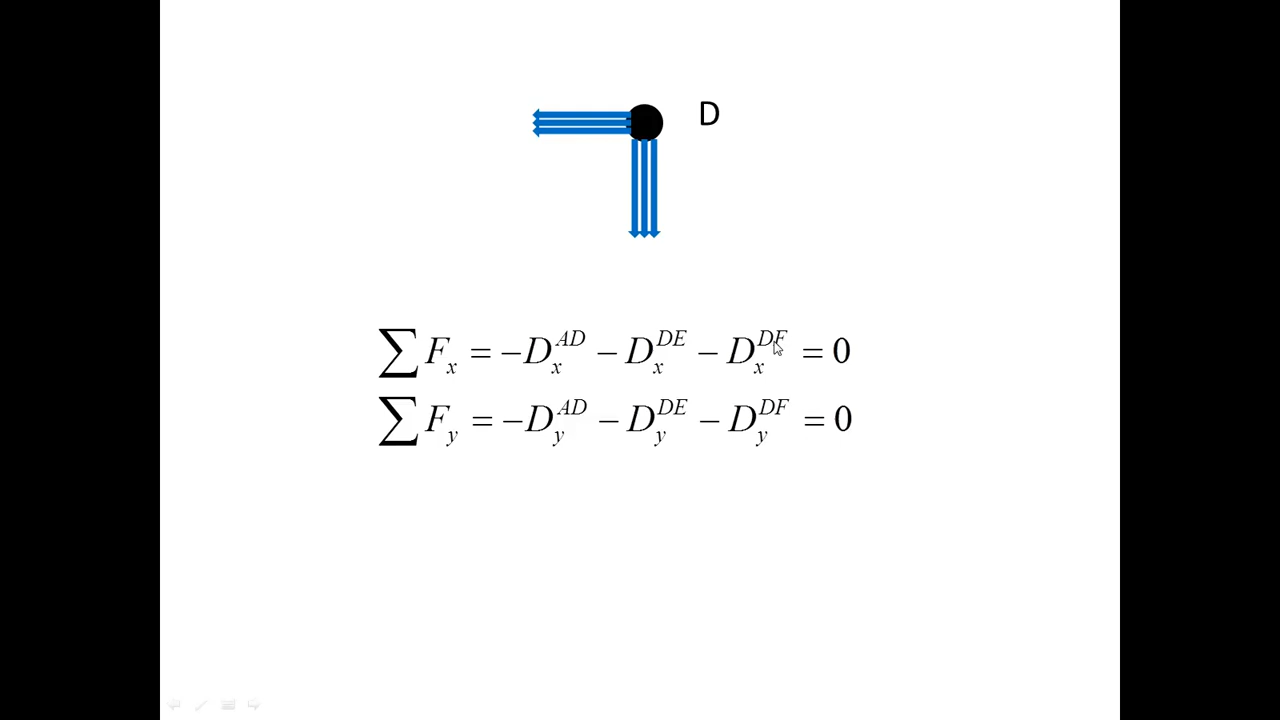 D
∑ F_x = −D_x^{AD} − D_x^{DE} − D_x^{DF} = 0
∑ F_y = −D_y^{AD} − D_y^{DE} − D_y^{DF} = 0